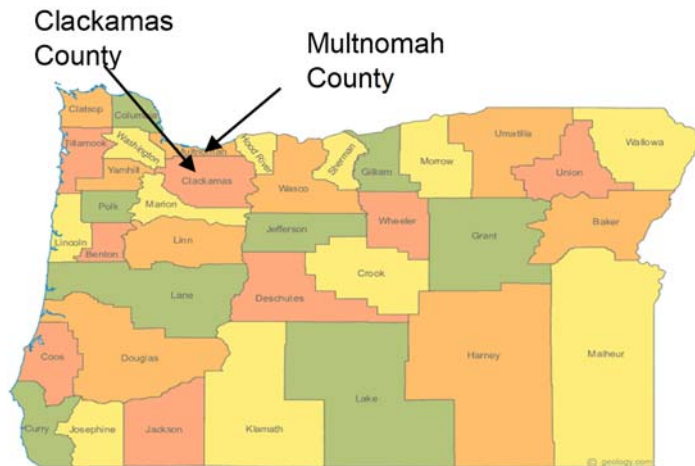 Clackamas
County
Multnomah
County
Clatsop
Columbia
Tillamook
Washington
Multnomah
Hood River
Yamhill
Clackamas
Wasco
Sherman
Gilliam
Morrow
Umatilla
Union
Wallowa
Polk
Marion
Lincoln
Benton
Linn
Jefferson
Wheeler
Grant
Baker
Crook
Lane
Deschutes
Coos
Douglas
Harney
Malheur
Curry
Josephine
Jackson
Klamath
Lake
© geology.com